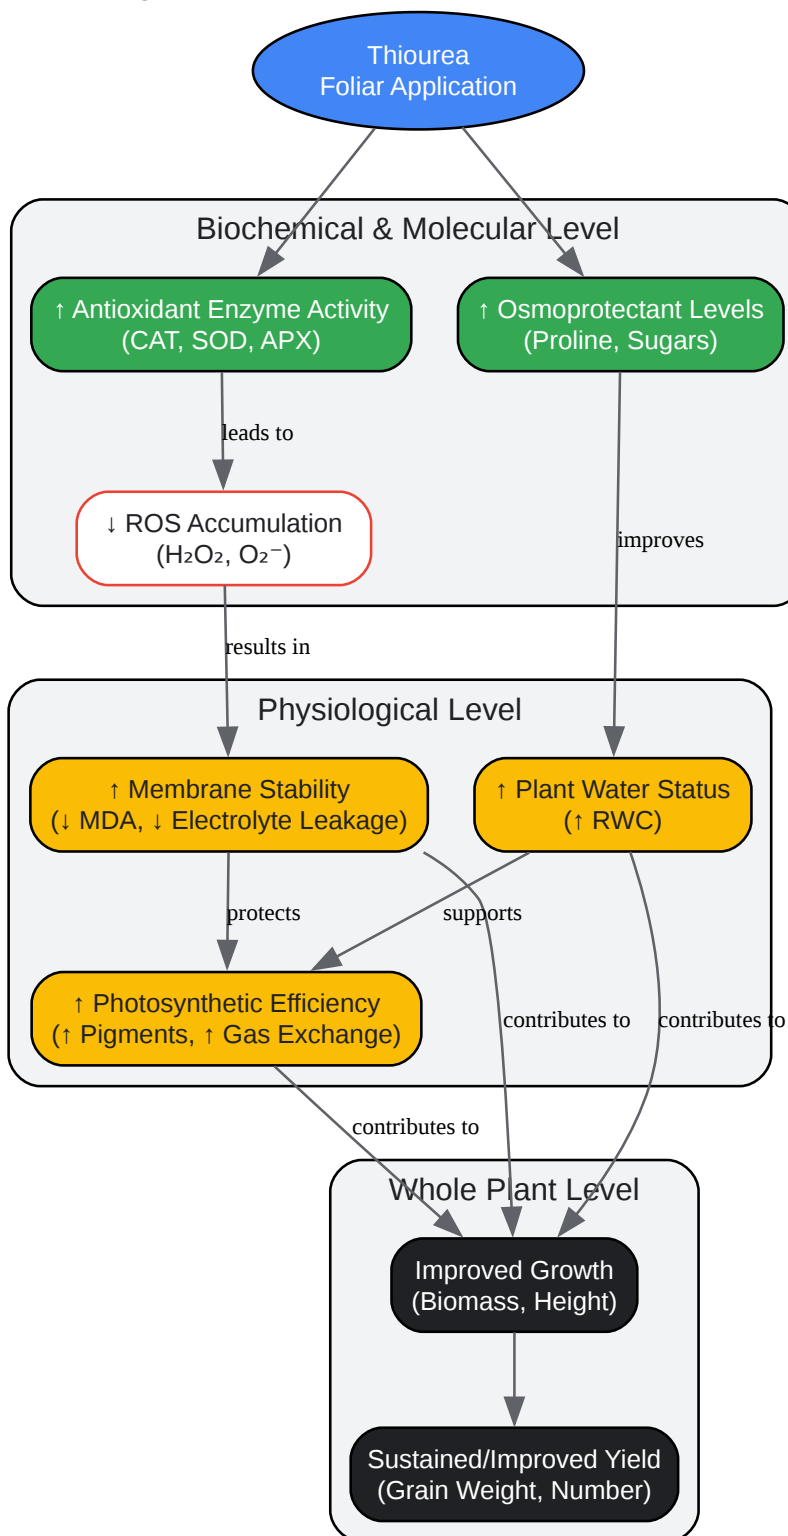 Thiourea
Foliar Application
Biochemical & Molecular Level
↑ Antioxidant Enzyme Activity
(CAT, SOD, APX)
↑ Osmoprotectant Levels
(Proline, Sugars)
leads to
↓ ROS Accumulation
(H₂O₂, O₂⁻)
improves
results in
Physiological Level
↑ Membrane Stability
(↓ MDA, ↓ Electrolyte Leakage)
↑ Plant Water Status
(↑ RWC)
protects
supports
↑ Photosynthetic Efficiency
(↑ Pigments, ↑ Gas Exchange)
contributes to
contributes to
contributes to
Whole Plant Level
Improved Growth
(Biomass, Height)
Sustained/Improved Yield
(Grain Weight, Number)